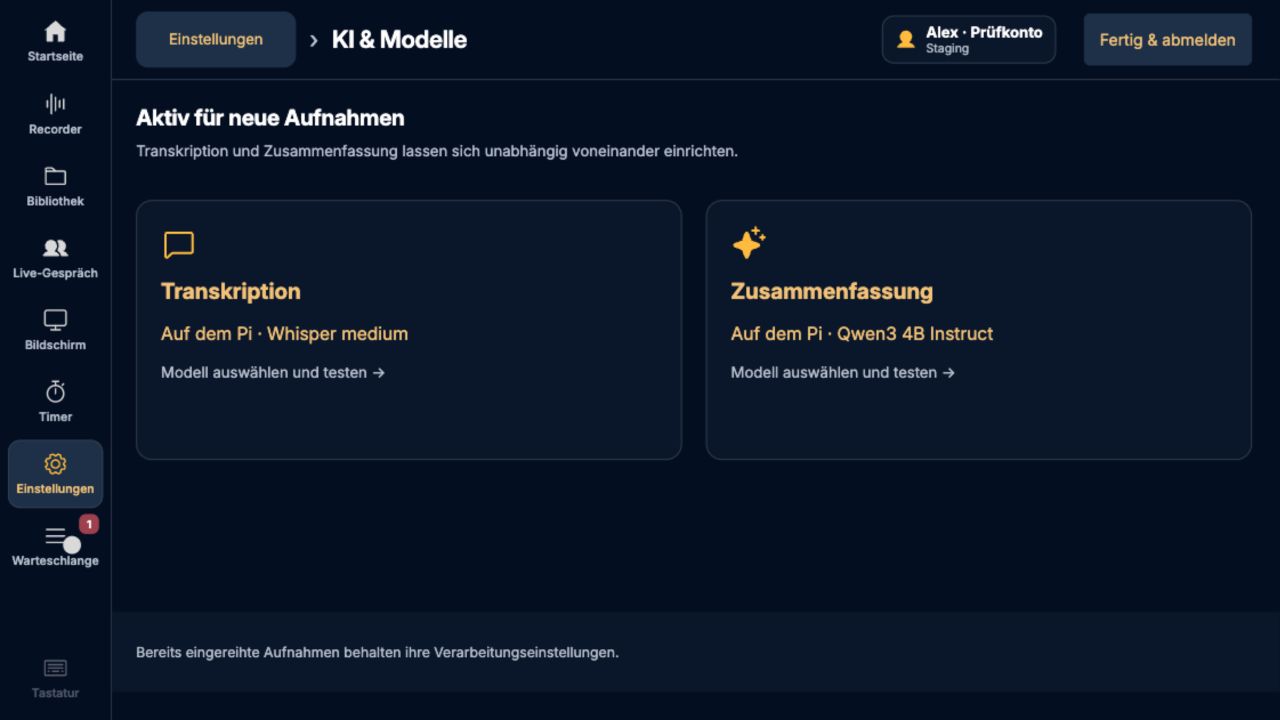 Startseite
Recorder
Bibliothek
Live-Gespräch
Bildschirm
Timer
Einstellungen
1
Warteschlange
Tastatur
Einstellungen › KI & Modelle
Alex · Prüfkonto
Staging
Fertig & abmelden
Aktiv für neue Aufnahmen
Transkription und Zusammenfassung lassen sich unabhängig voneinander einrichten.
Transkription
Auf dem Pi · Whisper medium
Modell auswählen und testen →
Zusammenfassung
Auf dem Pi · Qwen3 4B Instruct
Modell auswählen und testen →
Bereits eingereihte Aufnahmen behalten ihre Verarbeitungseinstellungen.